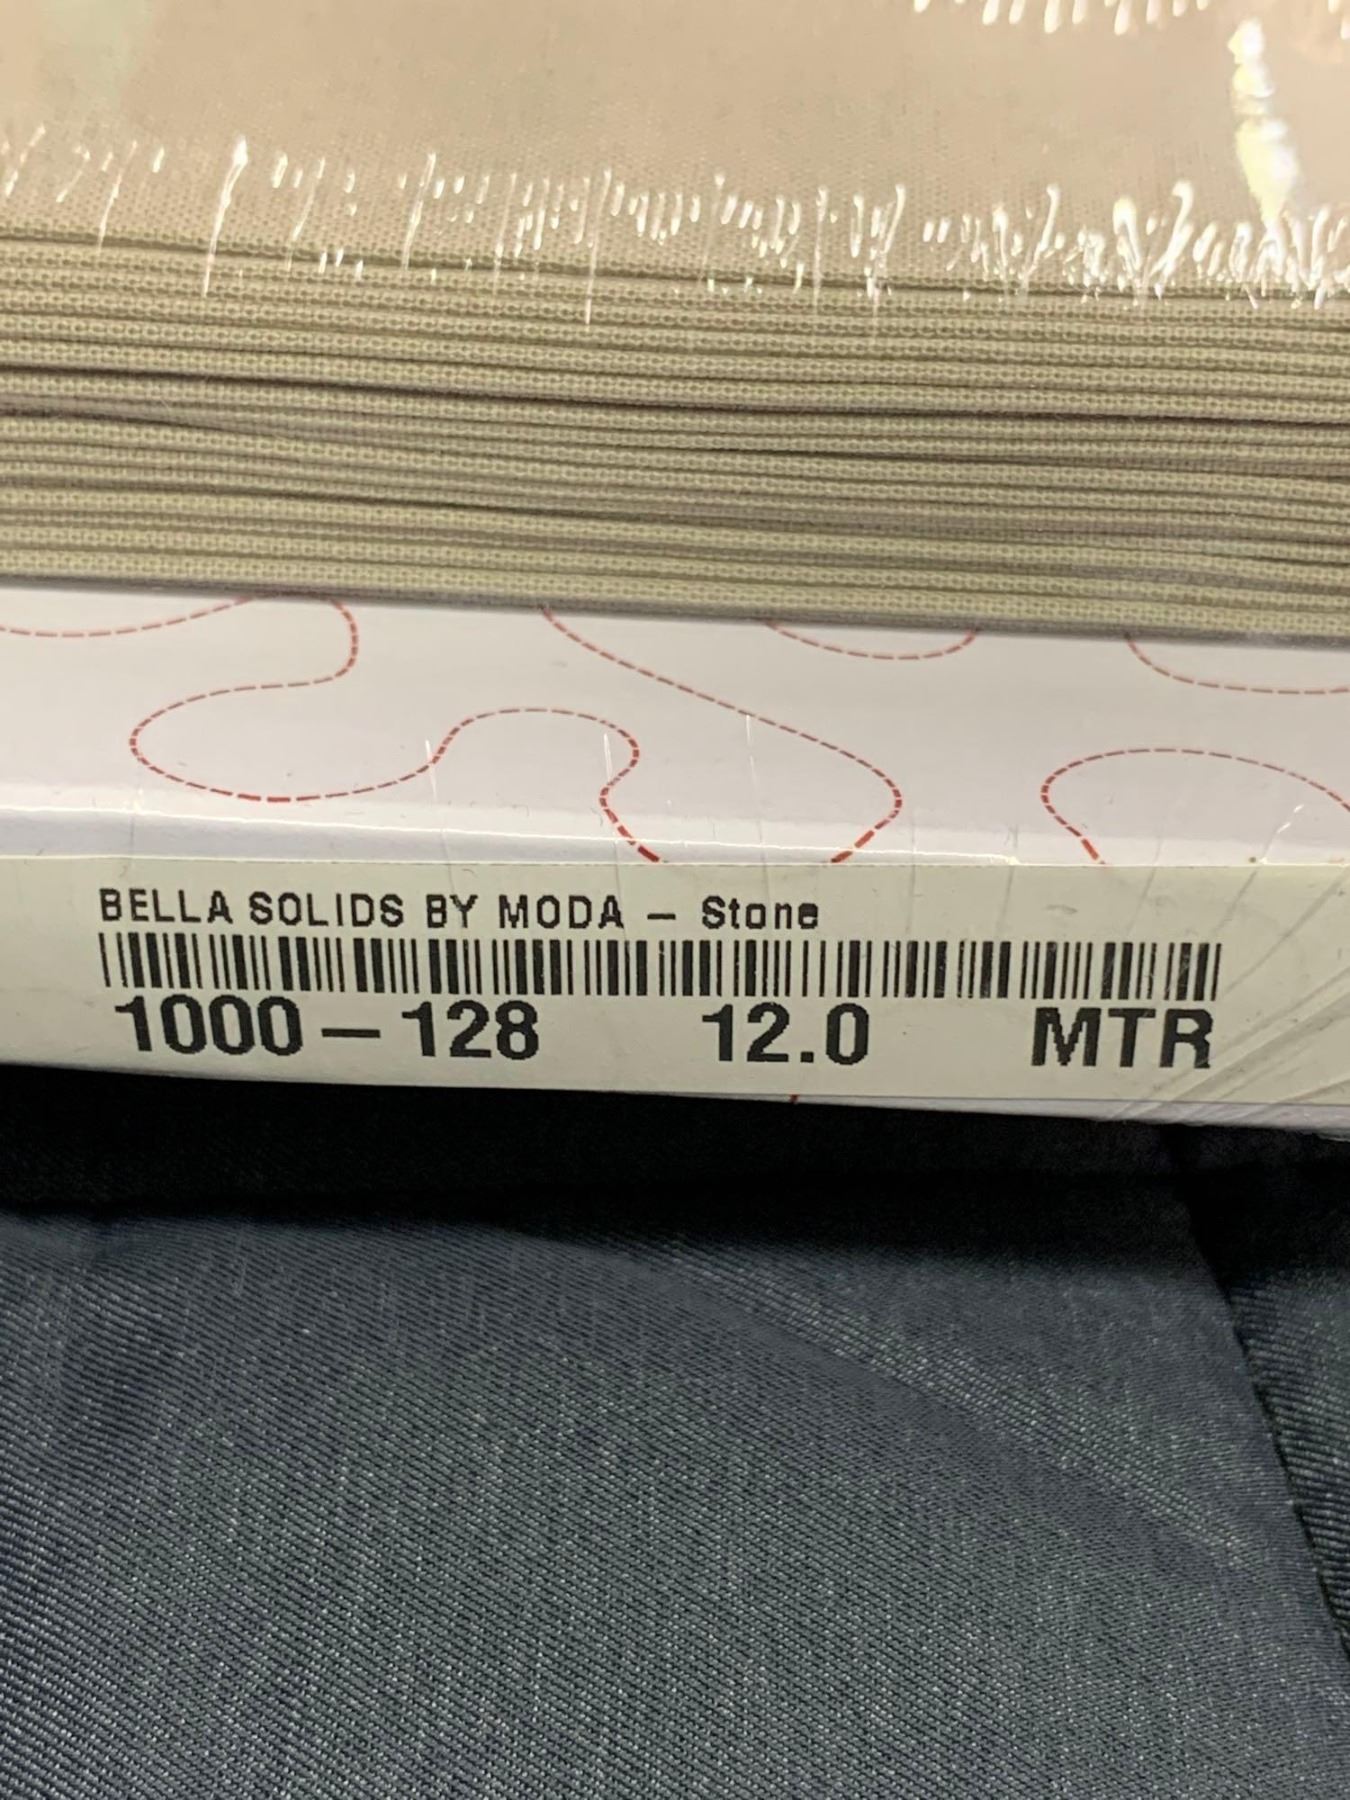 BELLA SOLIDS BY MODA – Stone
1000–128 12.0 MTR